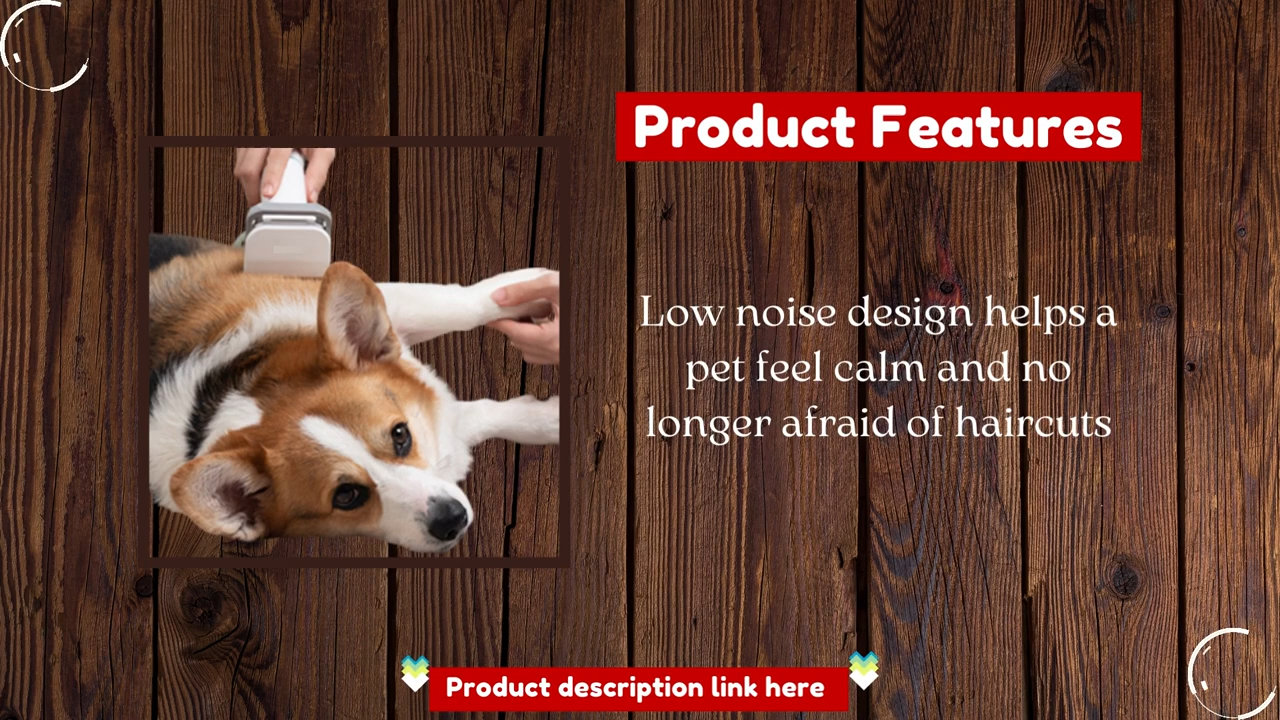 Product Features
Low noise design helps a
pet feel calm and no
longer afraid of haircuts
Product description link here